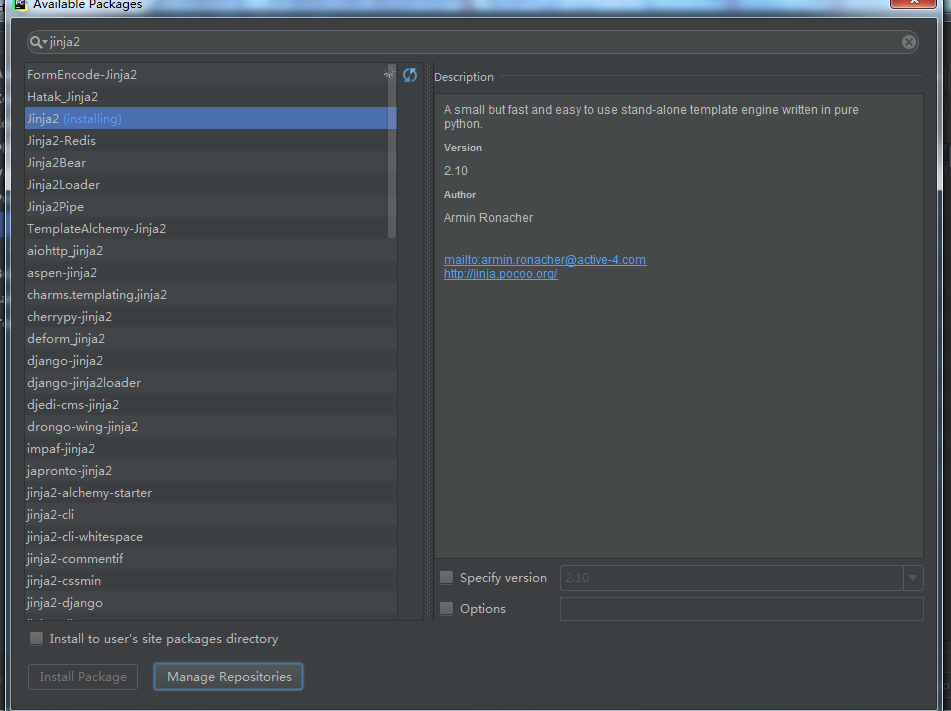 Available Packages
jinja2
FormEncode-Jinja2
Hatak_Jinja2
Jinja2 (installing)
Jinja2-Redis
Jinja2Bear
Jinja2Loader
Jinja2Pipe
TemplateAlchemy-Jinja2
aiohttp_jinja2
aspen-jinja2
charms.templating.jinja2
cherrypy-jinja2
deform_jinja2
django-jinja2
django-jinja2loader
djedi-cms-jinja2
drongo-wing-jinja2
impaf-jinja2
japronto-jinja2
jinja2-alchemy-starter
jinja2-cli
jinja2-cli-whitespace
jinja2-commentif
jinja2-cssmin
jinja2-django
Description
A small but fast and easy to use stand-alone template engine written in pure
python.
Version
2.10
Author
Armin Ronacher
mailto:armin.ronacher@active-4.com
http://jinja.pocoo.org/
Specify version
2.10
Options
Install to user's site packages directory
Install Package
Manage Repositories